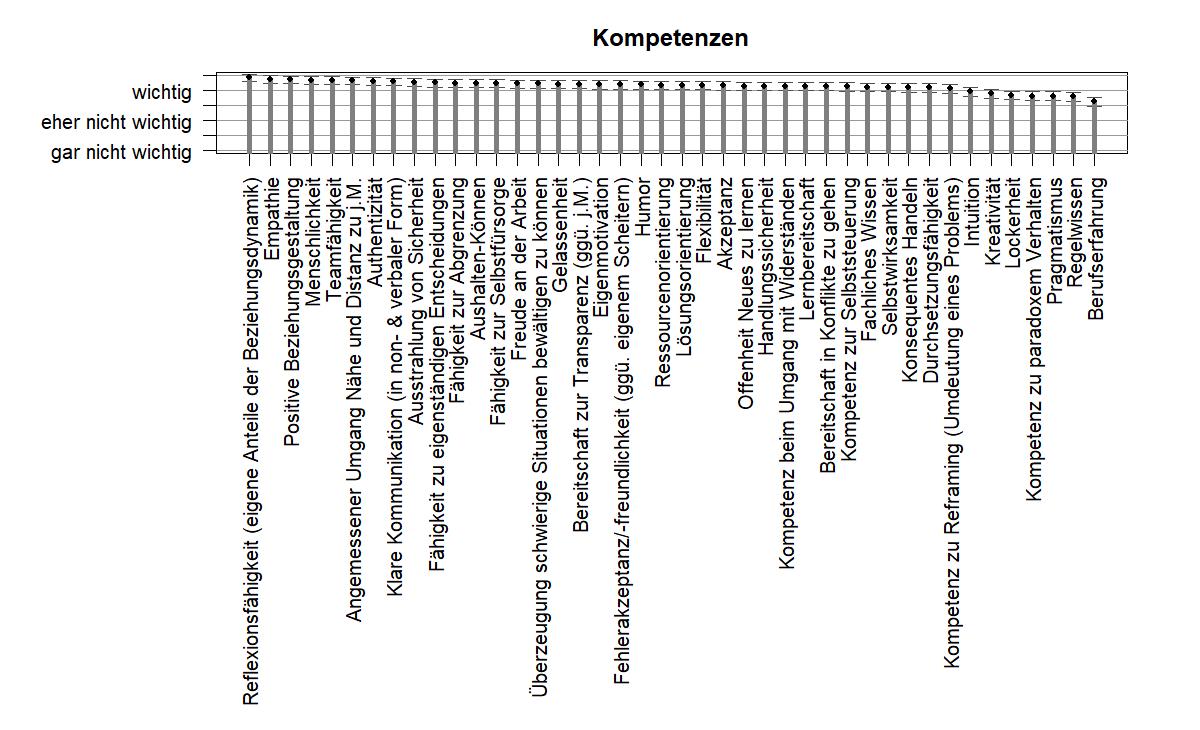 Kompetenzen
wichtig
eher nicht wichtig
gar nicht wichtig
Reflexionsfähigkeit (eigene Anteile der Beziehungsdynamik)
Empathie
Positive Beziehungsgestaltung
Menschlichkeit
Teamfähigkeit
Angemessener Umgang Nähe und Distanz zu j.M.
Authentizität
Klare Kommunikation (in non- & verbaler Form)
Ausstrahlung von Sicherheit
Fähigkeit zu eigenständigen Entscheidungen
Fähigkeit zur Abgrenzung
Aushalten-Können
Fähigkeit zur Selbstfürsorge
Freude an der Arbeit
Überzeugung schwierige Situationen bewältigen zu können
Gelassenheit
Bereitschaft zur Transparenz (ggü. j.M.)
Eigenmotivation
Fehlerakzeptanz/-freundlichkeit (ggü. eigenem Scheitern)
Humor
Ressourcenorientierung
Lösungsorientierung
Flexibilität
Akzeptanz
Offenheit Neues zu lernen
Handlungssicherheit
Kompetenz beim Umgang mit Widerständen
Lernbereitschaft
Bereitschaft in Konflikte zu gehen
Kompetenz zur Selbststeuerung
Fachliches Wissen
Selbstwirksamkeit
Konsequentes Handeln
Durchsetzungsfähigkeit
Kompetenz zu Reframing (Umdeutung eines Problems)
Intuition
Kreativität
Lockerheit
Kompetenz zu paradoxem Verhalten
Pragmatismus
Regelwissen
Berufserfahrung